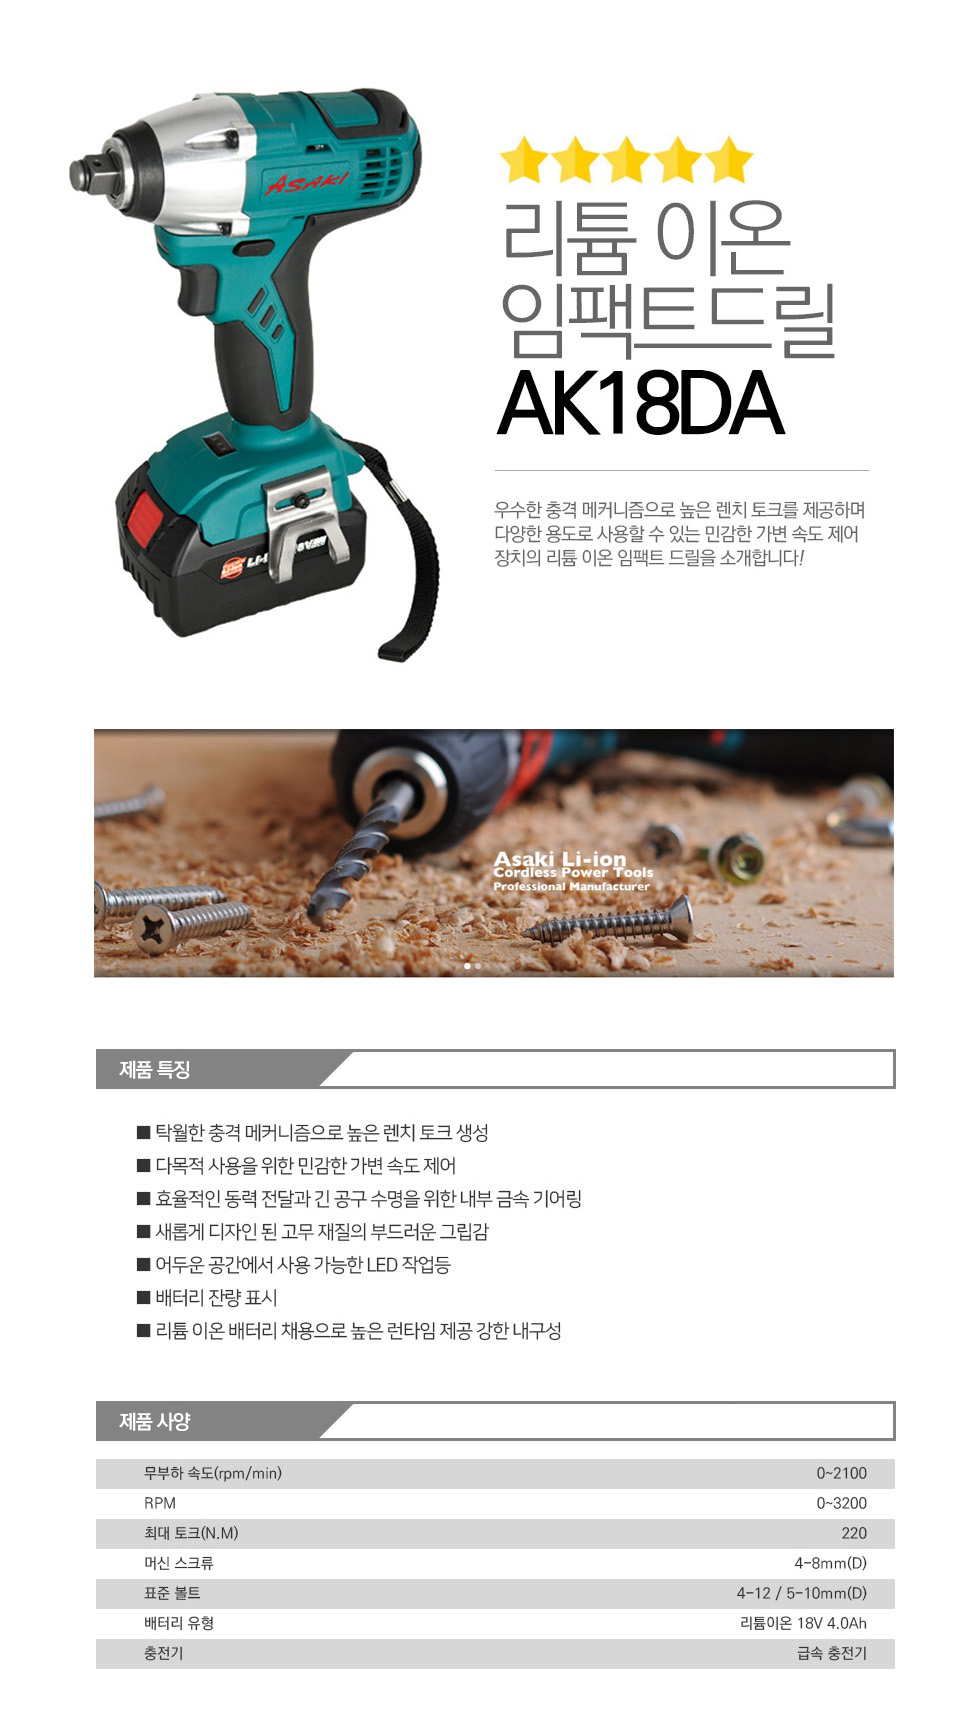 ASAKI
Li-ion
리튬 이온
임팩트드릴
AK18DA
우수한 충격 메커니즘으로 높은 렌치 토크를 제공하며
다양한 용도로 사용할 수 있는 민감한 가변 속도 제어
장치의 리튬 이온 임팩트 드릴을 소개합니다!
Asaki Li-ion
Cordless Power Tools
Professional Manufacturer
제품 특징
■ 탁월한 충격 메커니즘으로 높은 렌치 토크 생성
■ 다목적 사용을 위한 민감한 가변 속도 제어
■ 효율적인 동력 전달과 긴 공구 수명을 위한 내부 금속 기어링
■ 새롭게 디자인 된 고무 재질의 부드러운 그립감
■ 어두운 공간에서 사용 가능한 LED 작업등
■ 배터리 잔량 표시
■ 리튬 이온 배터리 채용으로 높은 런타임 제공 강한 내구성
제품 사양
무부하 속도(rpm/min) 0~2100
RPM 0~3200
최대 토크(N.M) 220
머신 스크류 4-8mm(D)
표준 볼트 4-12 / 5-10mm(D)
배터리 유형 리튬이온 18V 4.0Ah
충전기 급속 충전기